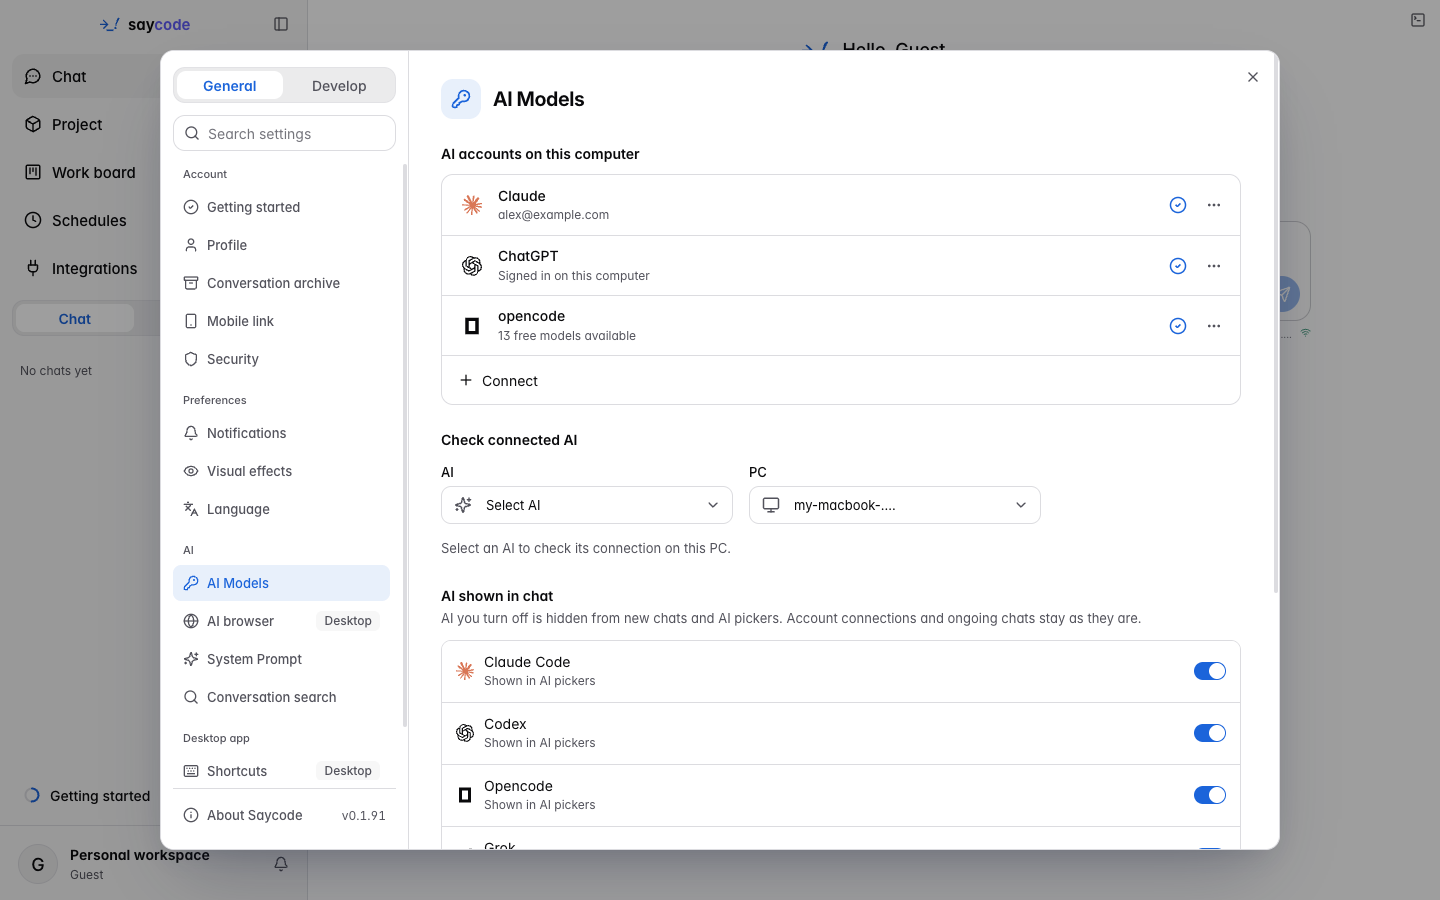 saycode
Chat
Project
Work board
Schedules
Integrations
Chat
No chats yet
Getting started
G
Personal workspace
Guest
Hello, Guest
General
Develop
Search settings
Account
Getting started
Profile
Conversation archive
Mobile link
Security
Preferences
Notifications
Visual effects
Language
AI
AI Models
AI browser
Desktop
System Prompt
Conversation search
Desktop app
Shortcuts
Desktop
About Saycode
v0.1.91
AI Models
AI accounts on this computer
Claude
alex@example.com
ChatGPT
Signed in on this computer
opencode
13 free models available
Connect
Check connected AI
AI
PC
Select AI
my-macbook-....
Select an AI to check its connection on this PC.
AI shown in chat
AI you turn off is hidden from new chats and AI pickers. Account connections and ongoing chats stay as they are.
Claude Code
Shown in AI pickers
Codex
Shown in AI pickers
Opencode
Shown in AI pickers
Grok